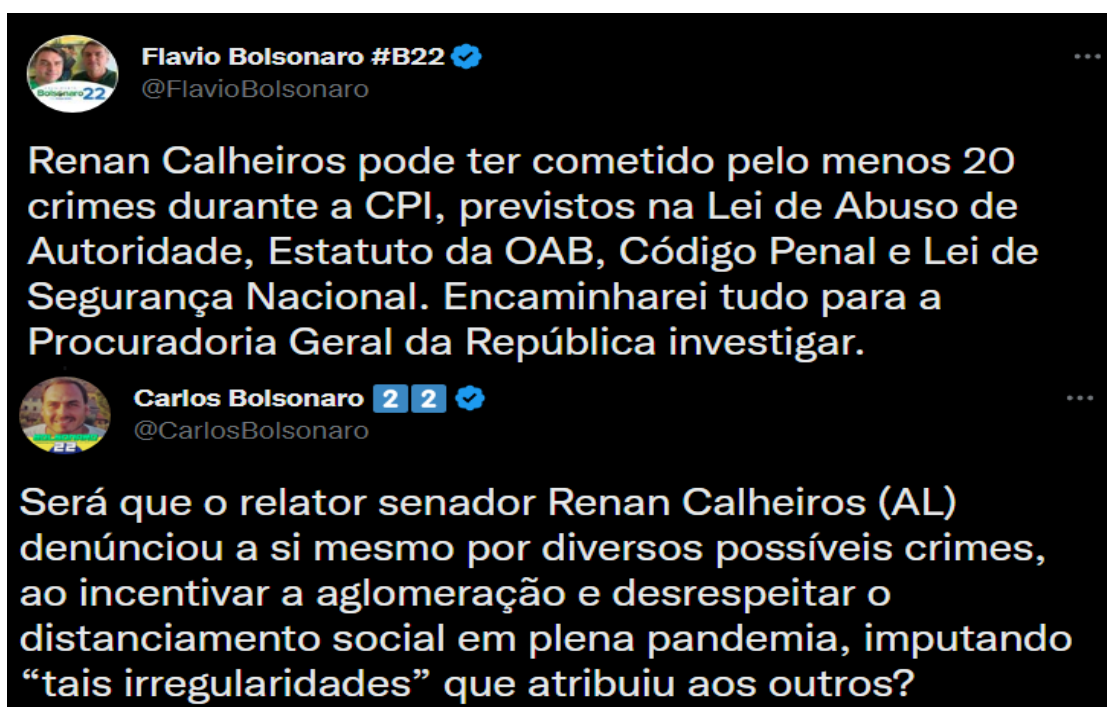 Flavio Bolsonaro #B22
@FlavioBolsonaro
Bolsonaro 22
Renan Calheiros pode ter cometido pelo menos 20
crimes durante a CPI, previstos na Lei de Abuso de
Autoridade, Estatuto da OAB, Código Penal e Lei de
Segurança Nacional. Encaminharei tudo para a
Procuradoria Geral da República investigar.
Carlos Bolsonaro 2 2
@CarlosBolsonaro
22
Será que o relator senador Renan Calheiros (AL)
denúnciou a si mesmo por diversos possíveis crimes,
ao incentivar a aglomeração e desrespeitar o
distanciamento social em plena pandemia, imputando
“tais irregularidades” que atribuiu aos outros?